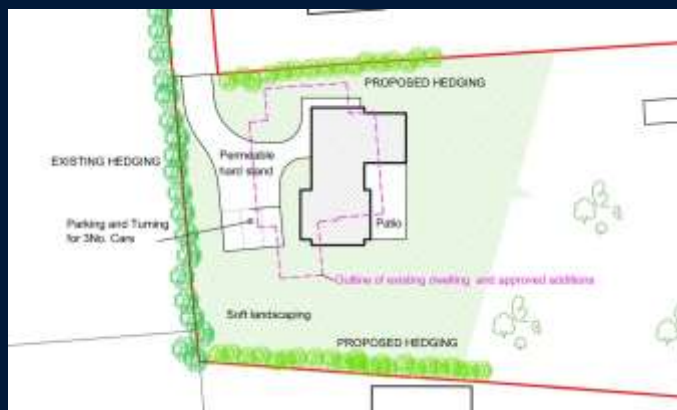 PROPOSED HEDGING
EXISTING HEDGING
Permeable
hard stand
Parking and Turning
for 3No. Cars
Patio
Outline of existing dwelling and approved additions
Soft landscaping
PROPOSED HEDGING